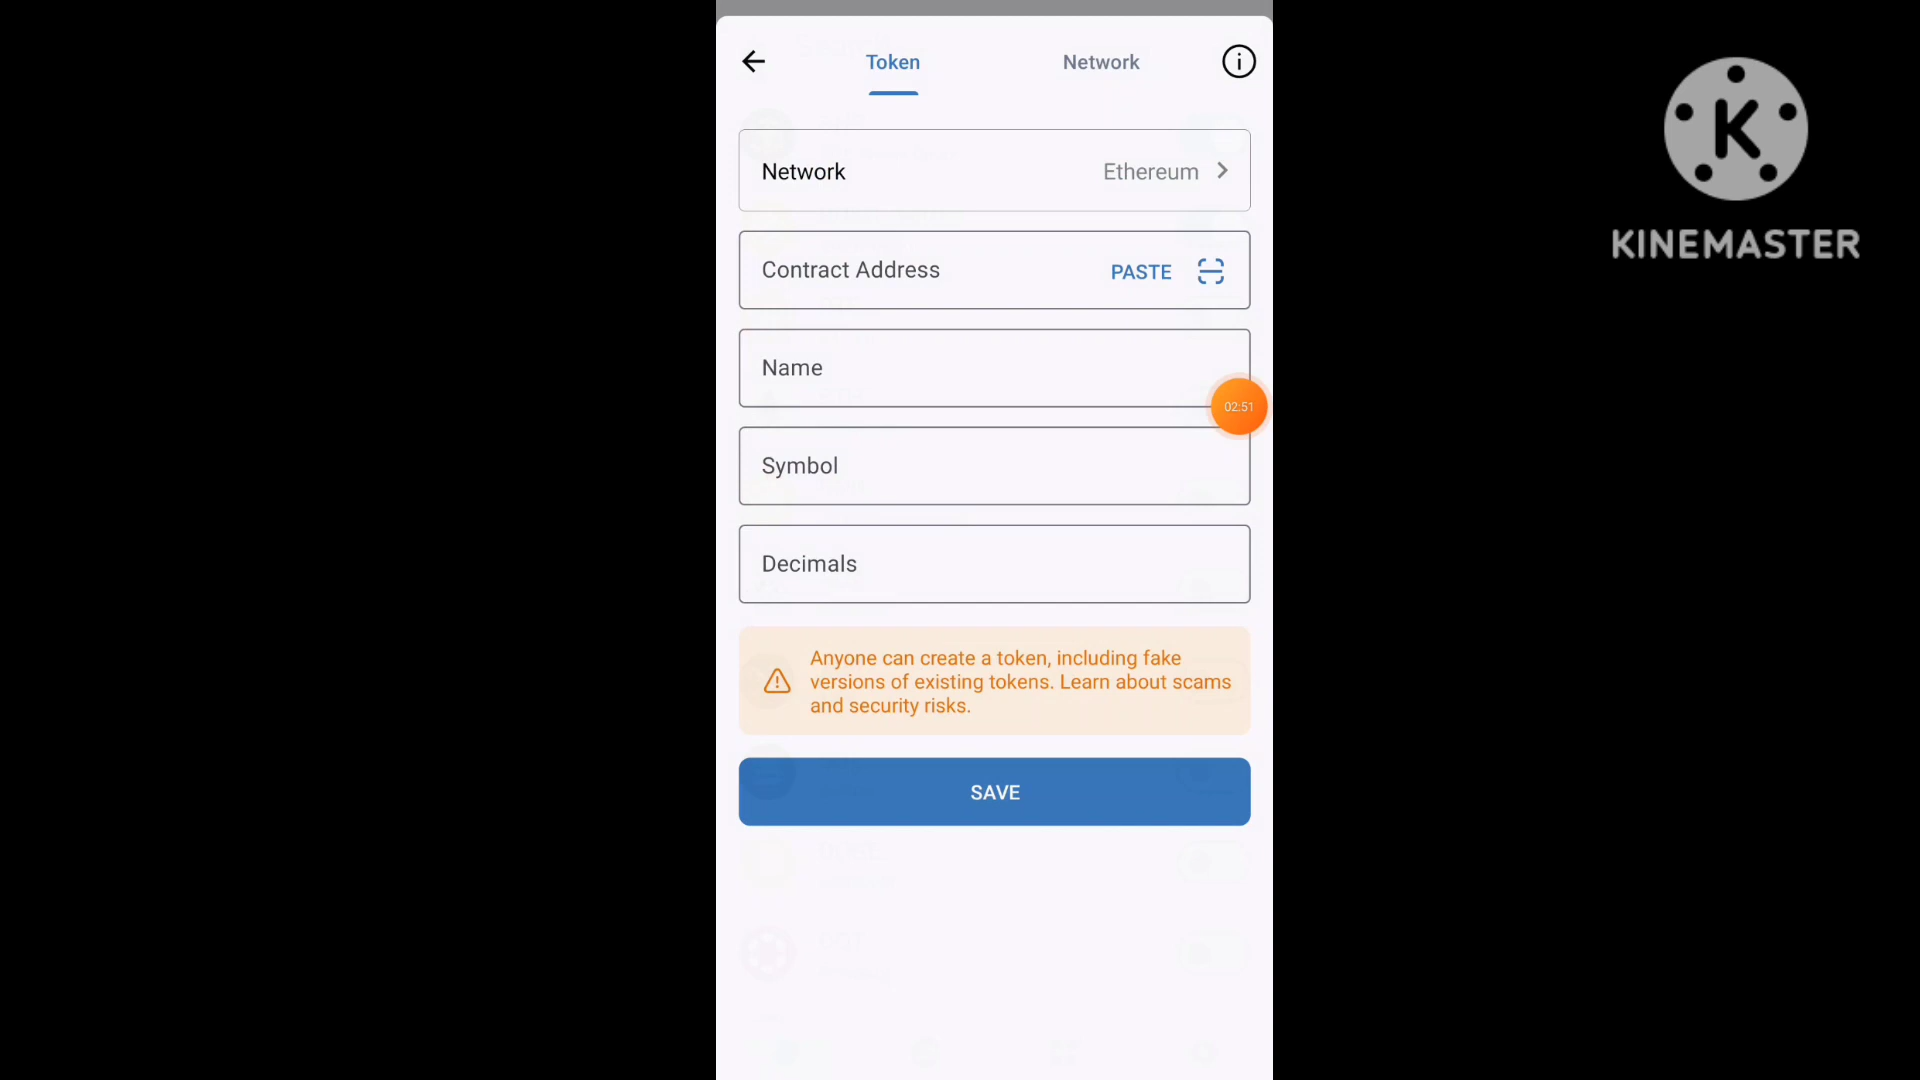 Token
Network
Network
Ethereum
Contract Address
PASTE
Name
02:51
Symbol
Decimals
Anyone can create a token, including fake
versions of existing tokens. Learn about scams
and security risks.
SAVE
K
KINEMASTER